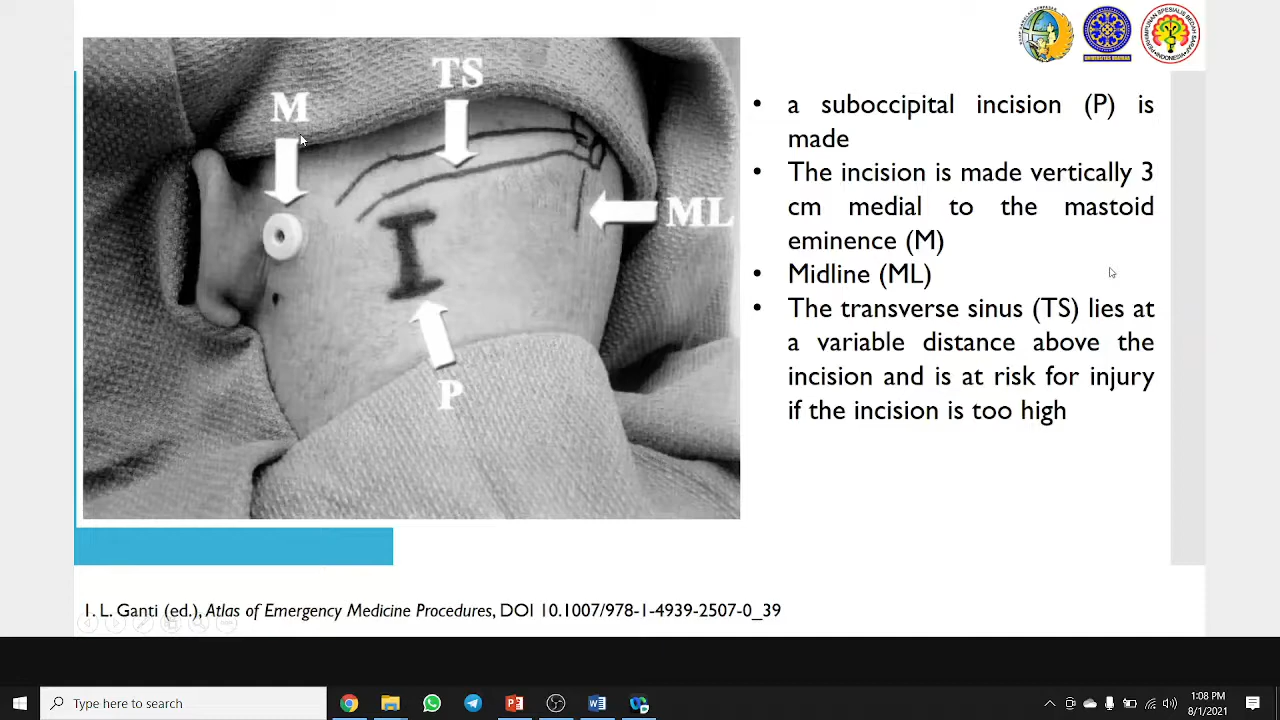 TS
M
ML
P
• a suboccipital incision (P) is
made
• The incision is made vertically 3
cm medial to the mastoid
eminence (M)
• Midline (ML)
• The transverse sinus (TS) lies at
a variable distance above the
incision and is at risk for injury
if the incision is too high
1. L. Ganti (ed.), Atlas of Emergency Medicine Procedures, DOI 10.1007/978-1-4939-2507-0_39
UNIVERSITAS UDAYANA
Type here to search
1:08 PM
8/1/2021